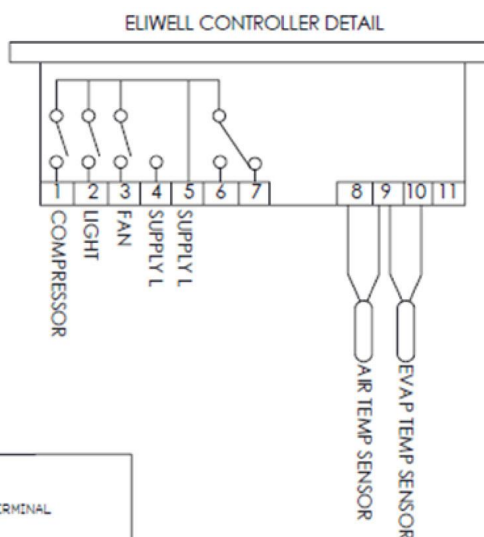 ELIWELL CONTROLLER DETAIL
1 2 3 4 5 6 7 8 9 10 11
COMPRESSOR
LIGHT
FAN
SUPPLY L
SUPPLY L
AIR TEMP SENSOR
EVAP TEMP SENSOR